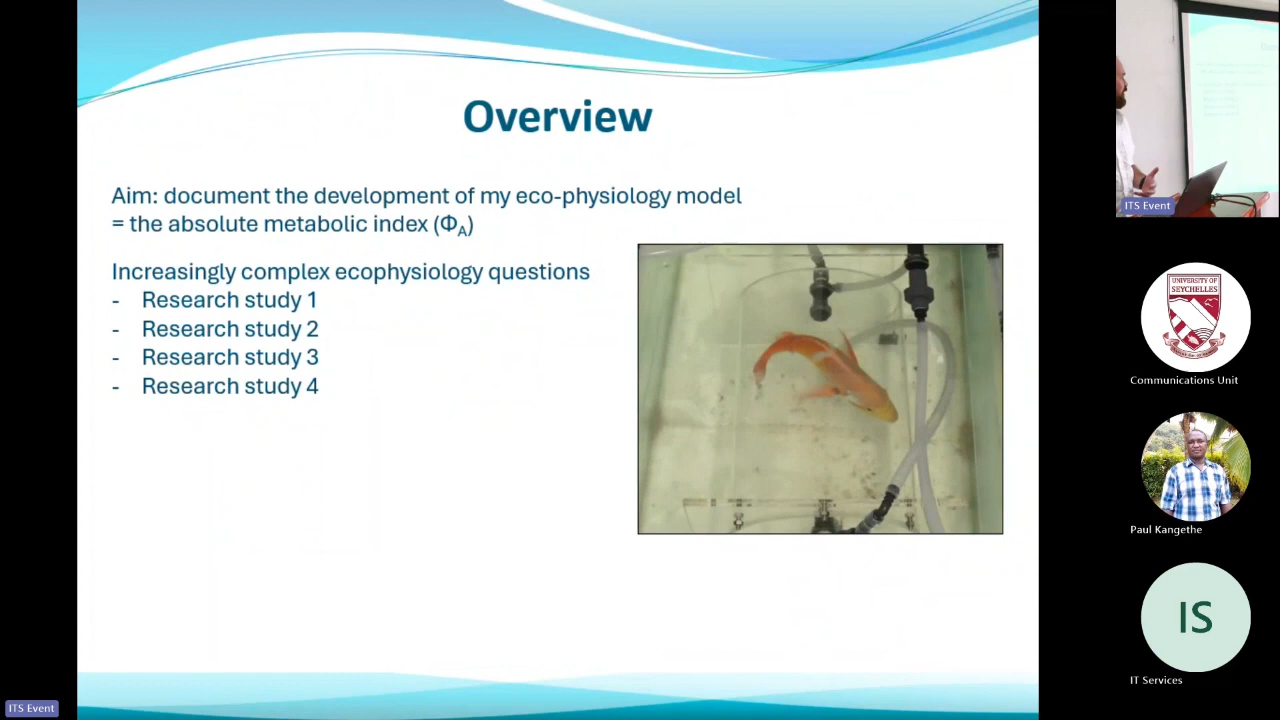 Overview
Aim: document the development of my eco-physiology model
= the absolute metabolic index (ΦA)
Increasingly complex ecophysiology questions
- Research study 1
- Research study 2
- Research study 3
- Research study 4
ITS Event
ITS Event
UNIVERSITY OF
SEYCHELLES
Communications Unit
Paul Kangethe
IS
IT Services